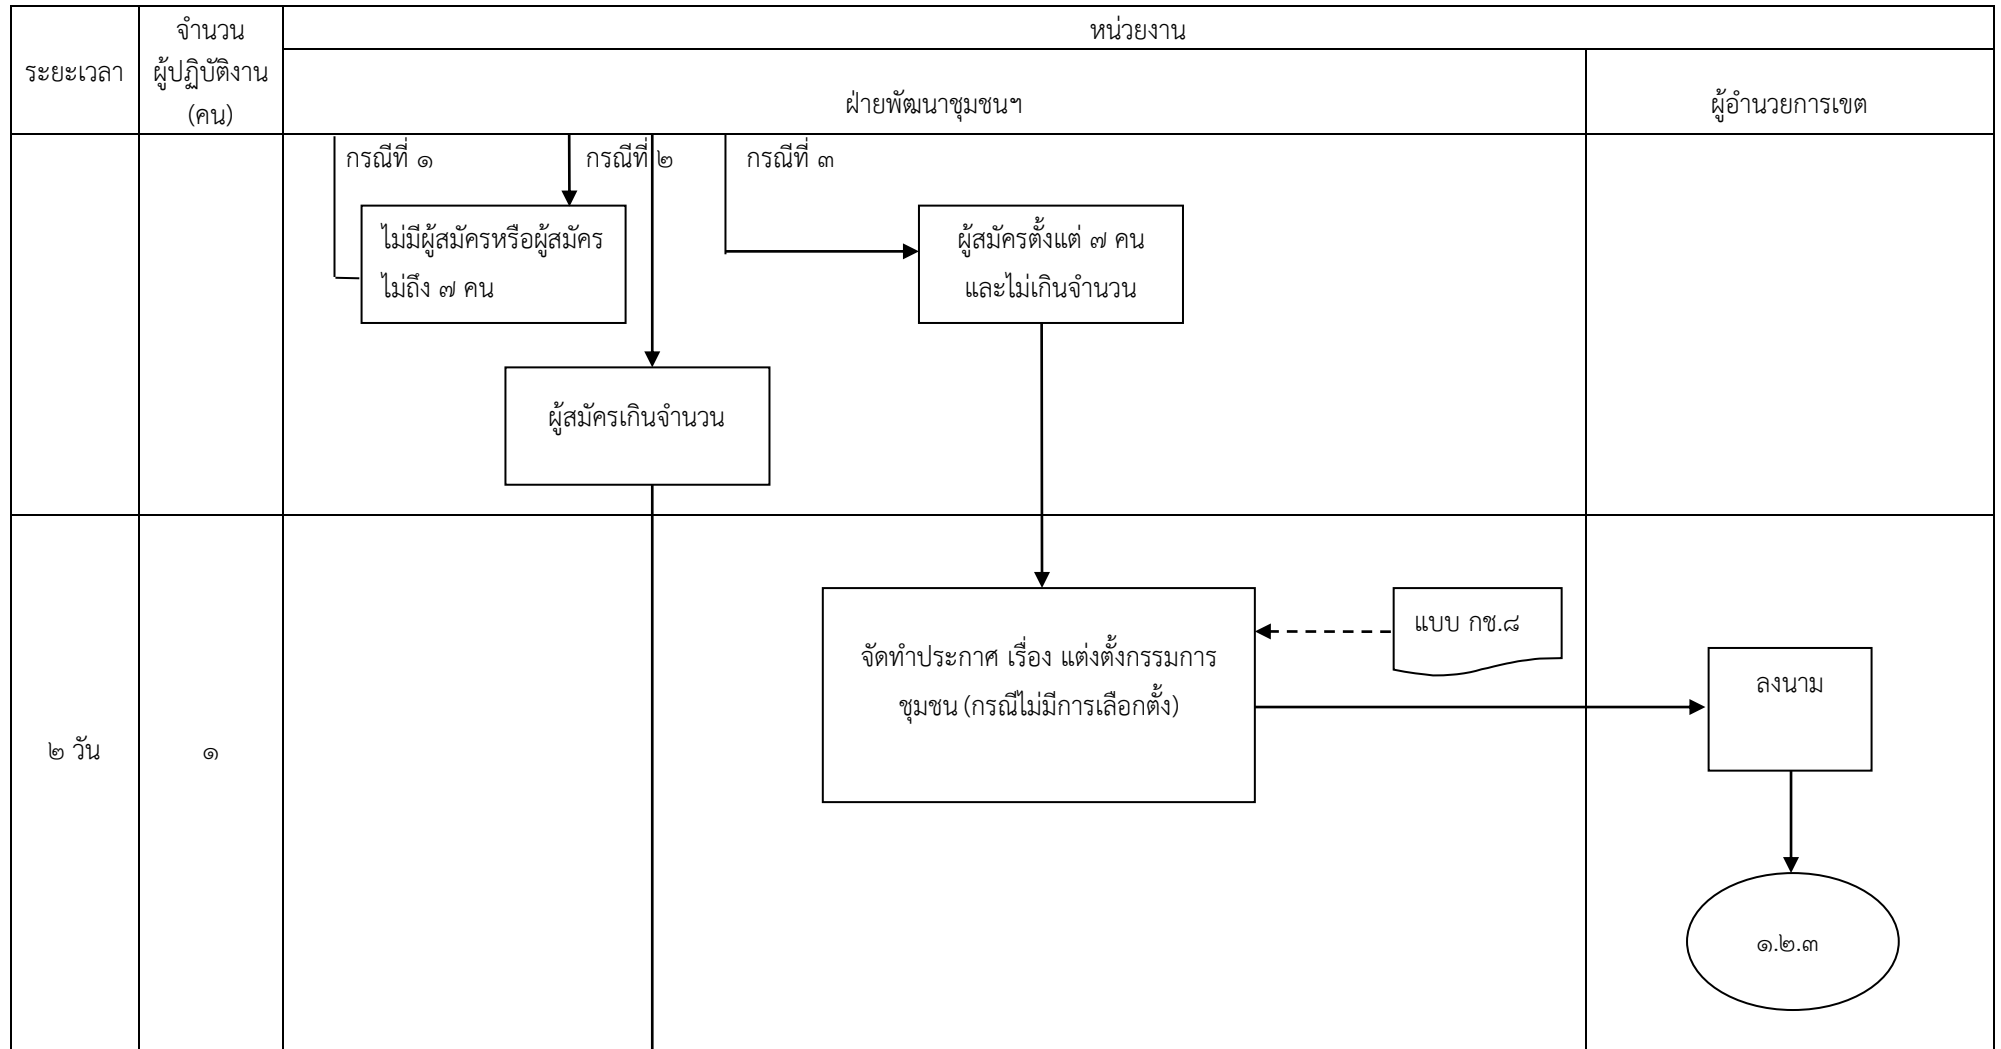 ระยะเวลา
จำนวน
ผู้ปฏิบัติงาน
(คน)
หน่วยงาน
ฝ่ายพัฒนาชุมชนฯ
ผู้อำนวยการเขต
กรณีที่ ๑
กรณีที่ ๒
กรณีที่ ๓
ไม่มีผู้สมัครหรือผู้สมัคร
ไม่ถึง ๗ คน
ผู้สมัครตั้งแต่ ๗ คน
และไม่เกินจำนวน
ผู้สมัครเกินจำนวน
๒ วัน
๑
จัดทำประกาศ เรื่อง แต่งตั้งกรรมการ
ชุมชน (กรณีไม่มีการเลือกตั้ง)
แบบ กช.๘
ลงนาม
๑.๒.๓